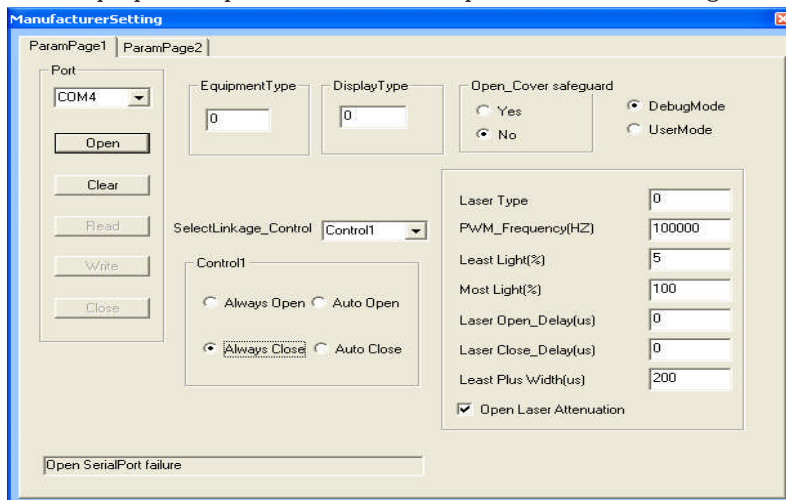 ManufacturerSetting
ParamPage1
ParamPage2
Port
COM4
Open
Clear
Read
Write
Close
EquipmentType
0
DisplayType
0
Open_Cover safeguard
Yes
No
DebugMode
UserMode
SelectLinkage_Control
Control1
Control1
Always Open
Auto Open
Always Close
Auto Close
Laser Type 0
PWM_Frequency(HZ) 100000
Least Light(%) 5
Most Light(%) 100
Laser Open_Delay(us) 0
Laser Close_Delay(us) 0
Least Plus Width(us) 200
Open Laser Attenuation
Open SerialPort failure